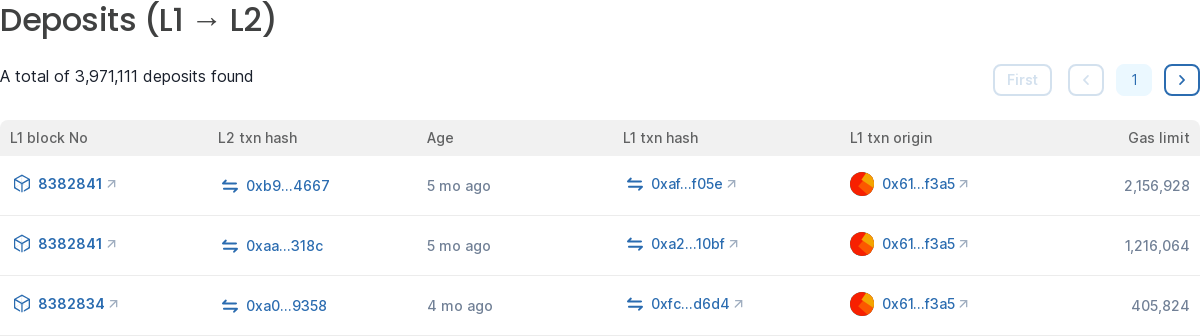 Deposits (L1 → L2)
A total of 3,971,111 deposits found
First 1
L1 block No L2 txn hash Age L1 txn hash L1 txn origin Gas limit
8382841 0xb9...4667 5 mo ago 0xaf...f05e 0x61...f3a5 2,156,928
8382841 0xaa...318c 5 mo ago 0xa2...10bf 0x61...f3a5 1,216,064
8382834 0xa0...9358 4 mo ago 0xfc...d6d4 0x61...f3a5 405,824